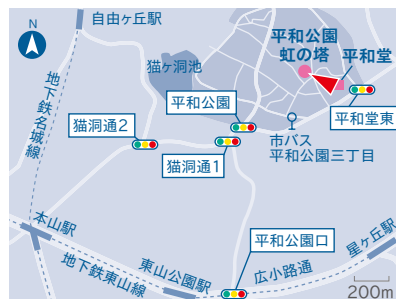 自由ヶ丘駅
N
平和公園
虹の塔
平和堂
猫ヶ洞池
地下鉄名城線
平和公園
平和堂東
猫洞通2
市バス
平和公園三丁目
猫洞通1
本山駅
平和公園口
星ヶ丘駅
地下鉄東山線
東山公園駅
広小路通
200m